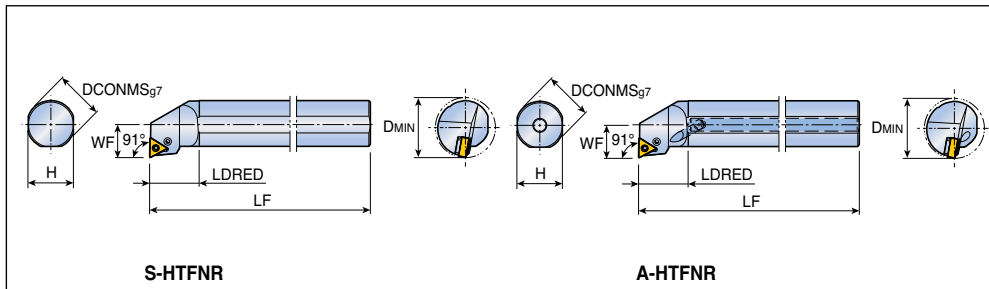 DCONMSg7
WF
91°
H
LDRED
LF
DMIN
S-HTFNR
DCONMSg7
WF
91°
H
LDRED
LF
DMIN
A-HTFNR